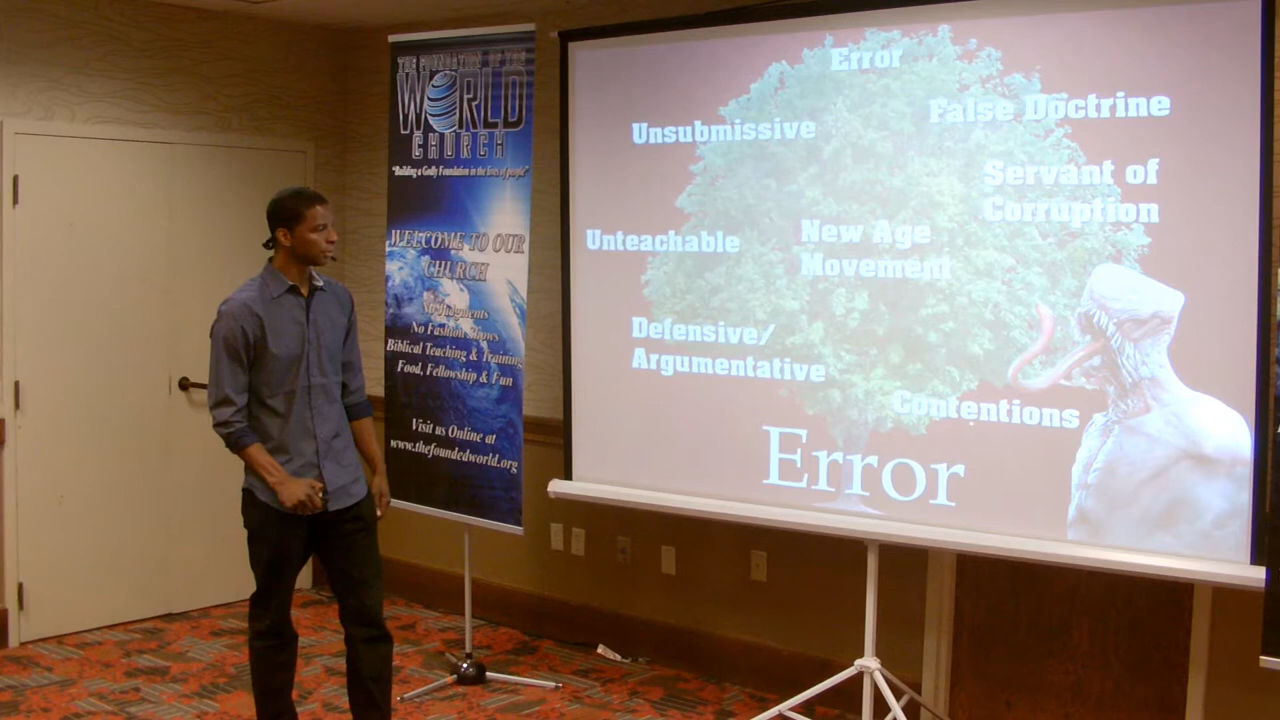 THE FOUNDATION OF THE
WORLD
CHURCH
"Building a Godly Foundation in the lives of people"
WELCOME TO OUR
CHURCH
No Judgments
No Fashion Shows
Biblical Teaching & Training
Food, Fellowship & Fun
Visit us Online at
www.thefoundedworld.org
Error
False Doctrine
Unsubmissive
Servant of
Corruption
Unteachable
New Age
Movement
Defensive/
Argumentative
Contentions
Error